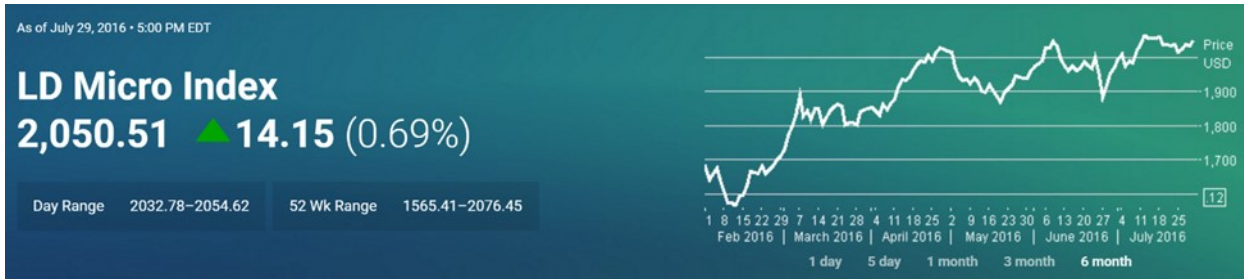 As of July 29, 2016 • 5:00 PM EDT
LD Micro Index
2,050.51 ▲ 14.15 (0.69%)
Day Range 2032.78–2054.62 52 Wk Range 1565.41–2076.45
Price
USD
1,900
1,800
1,700
.12
1 8 15 22 29 7 14 21 28 4 11 18 25 2 9 16 23 30 6 13 20 27 4 11 18 25
Feb 2016 | March 2016 | April 2016 | May 2016 | June 2016 | July 2016
1 day 5 day 1 month 3 month 6 month